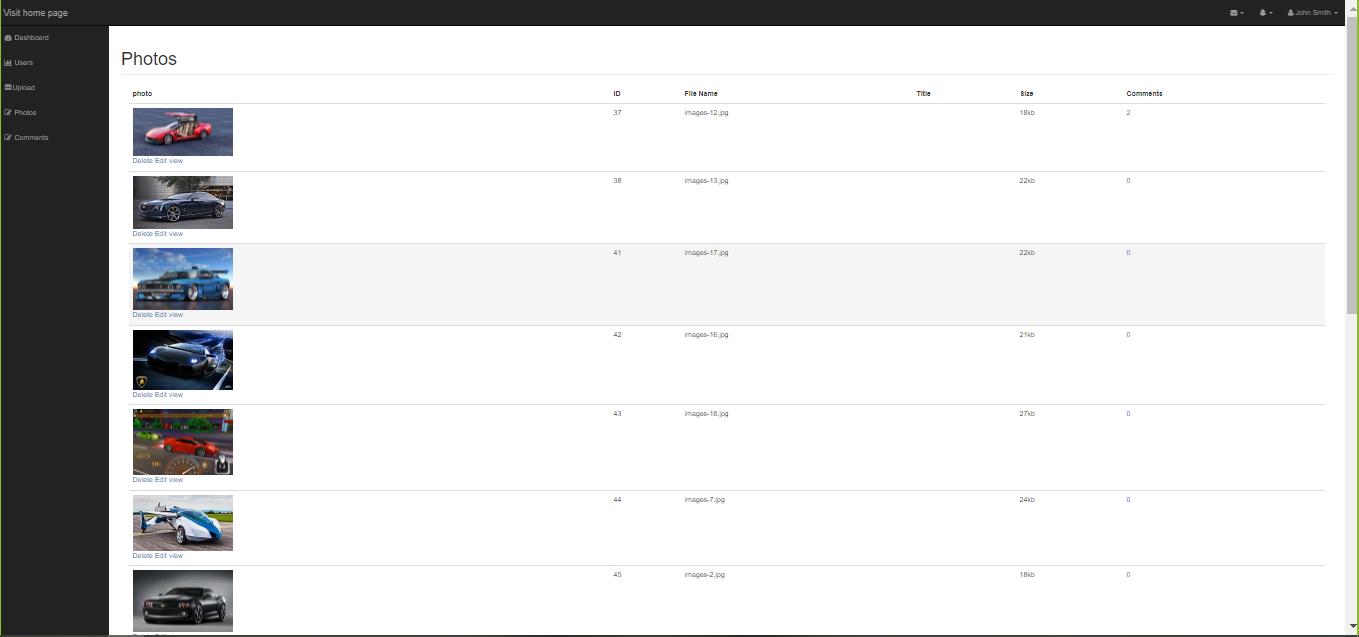 Visit home page
John Smith
Dashboard
Users
Upload
Photos
Comments
Photos
photo ID File Name Title Size Comments
37 images-12.jpg 18kb 2
Delete Edit view
38 images-13.jpg 22kb 0
Delete Edit view
41 images-17.jpg 22kb 0
Delete Edit view
42 images-16.jpg 21kb 0
Delete Edit view
43 images-18.jpg 27kb 0
Delete Edit view
44 images-7.jpg 24kb 0
Delete Edit view
45 images-2.jpg 18kb 0